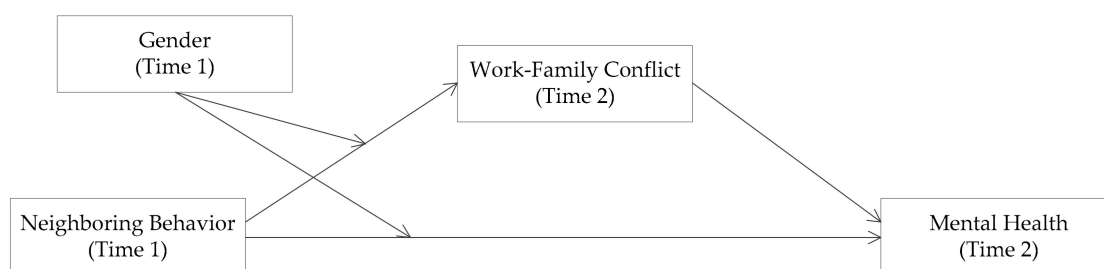 Gender
(Time 1)
Work-Family Conflict
(Time 2)
Neighboring Behavior
(Time 1)
Mental Health
(Time 2)